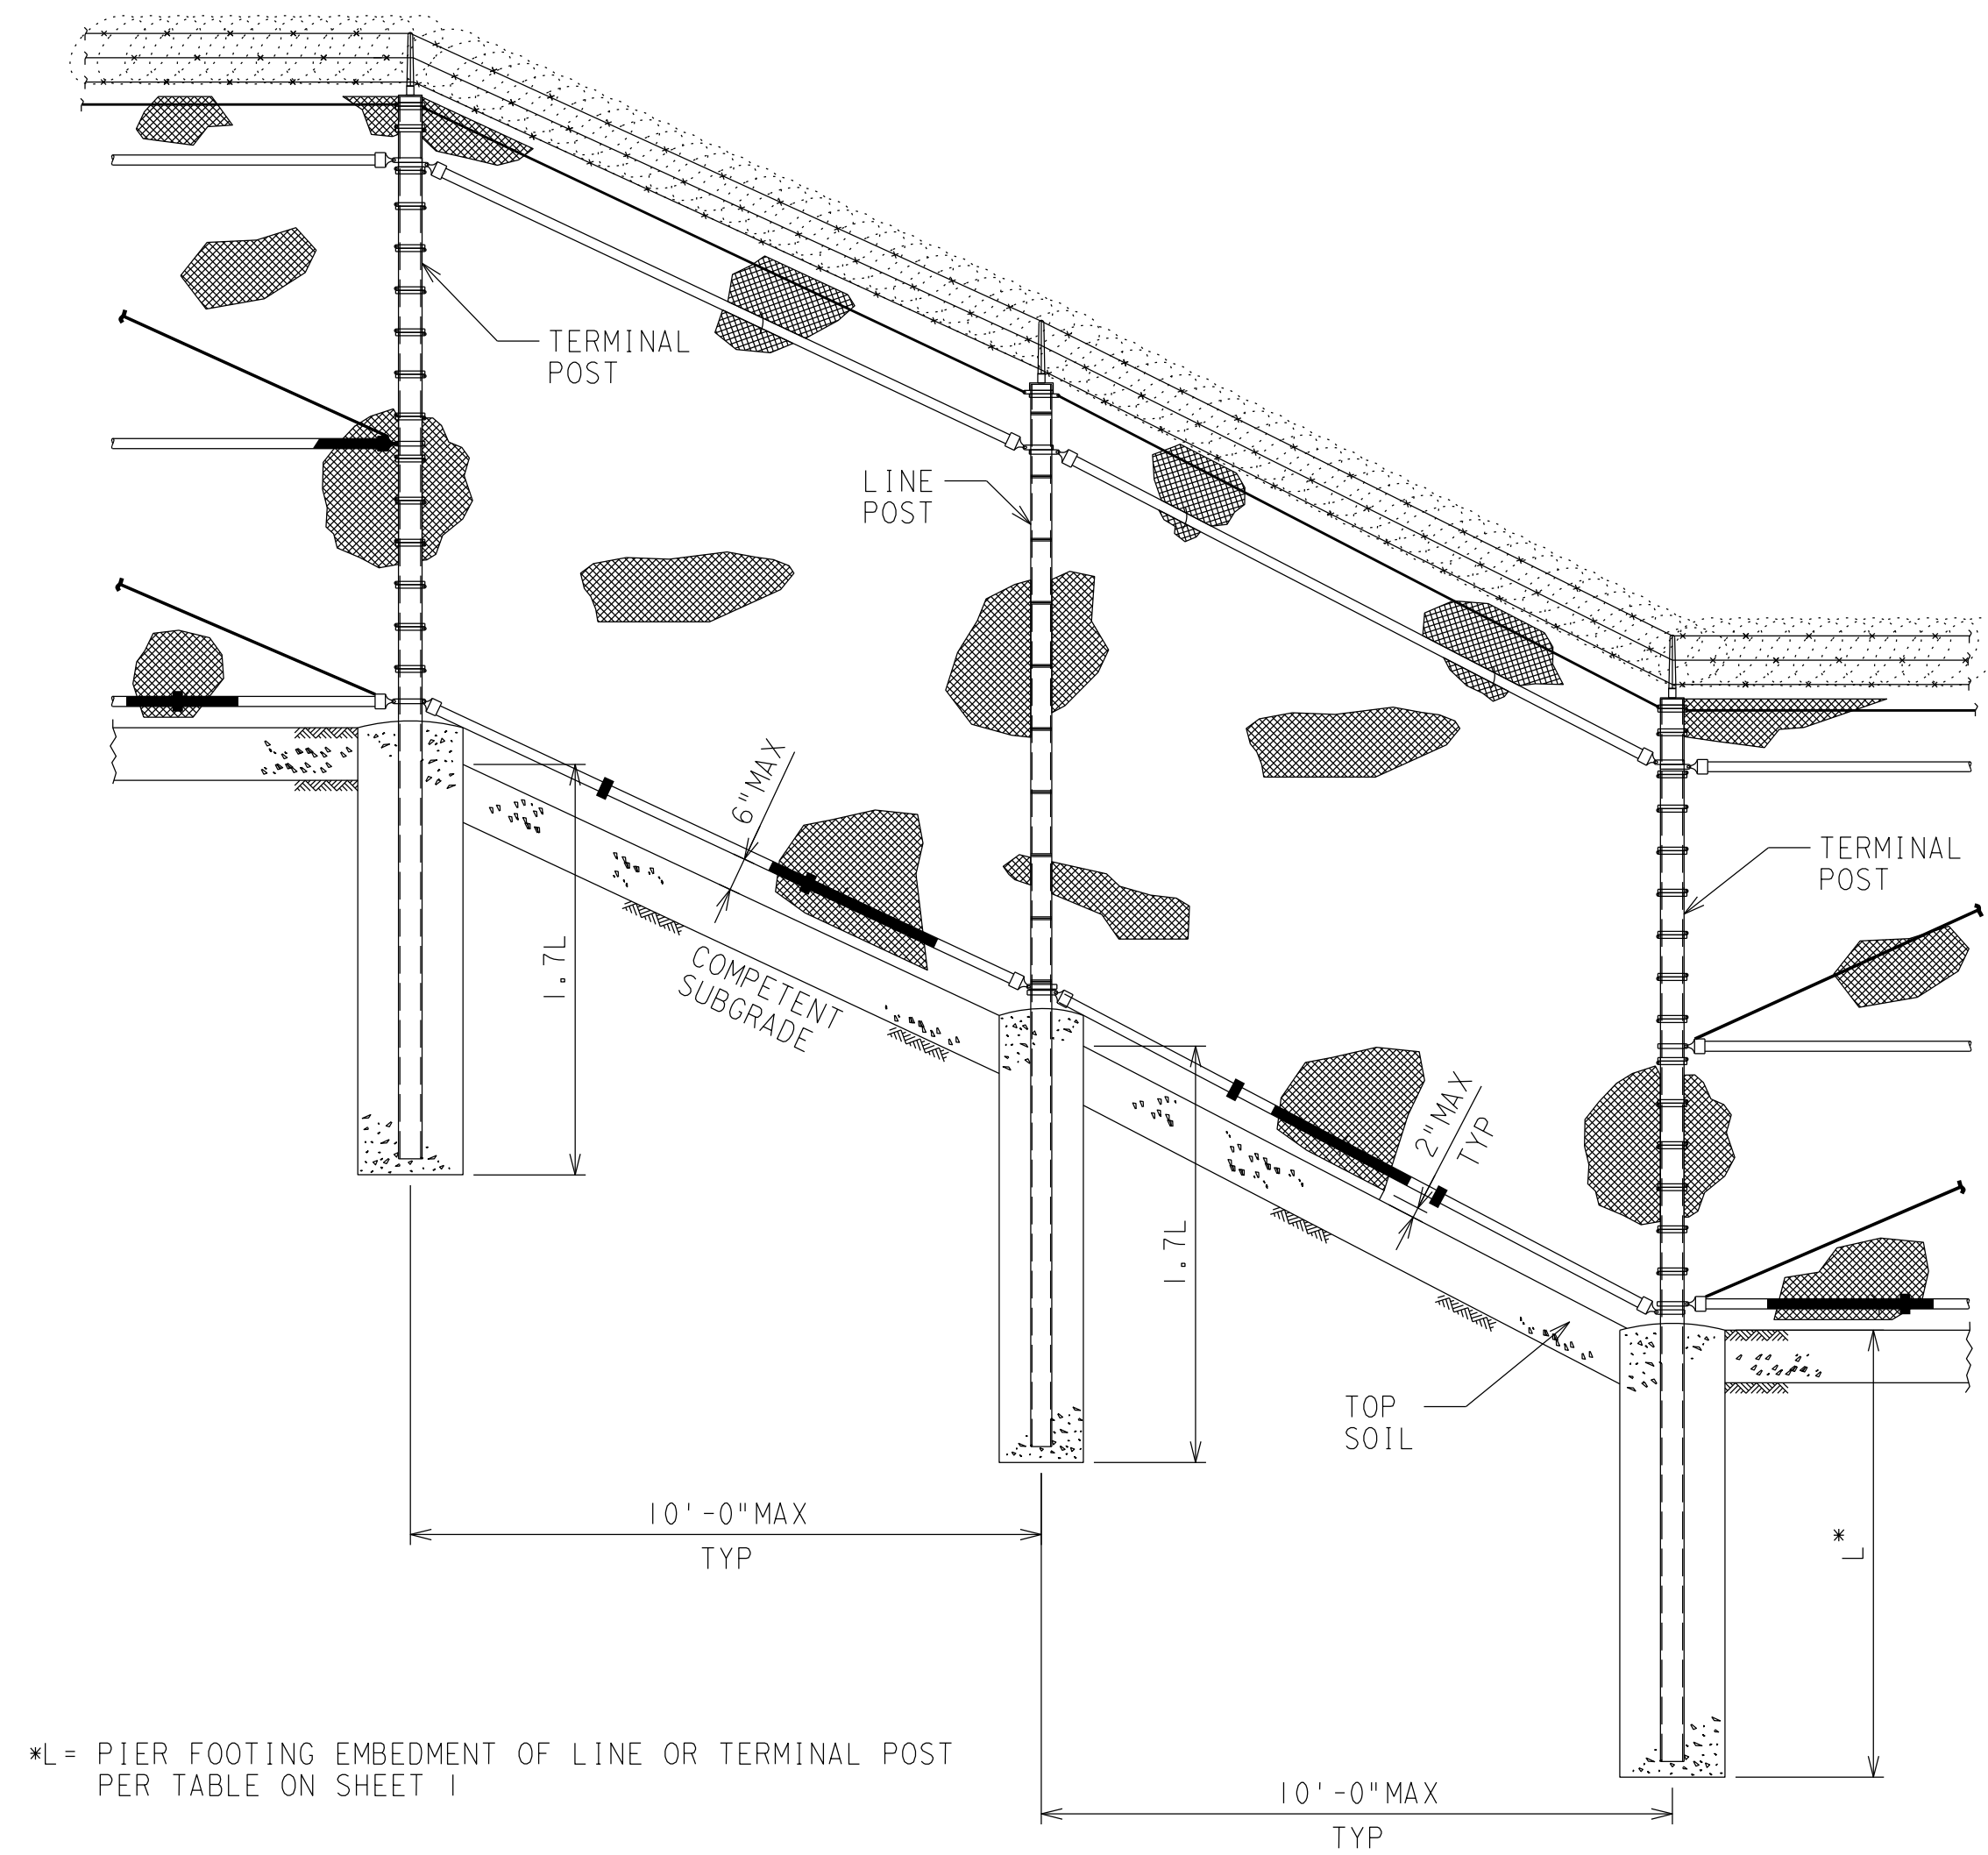 TERMINAL
POST
LINE
POST
6"MAX
TERMINAL
POST
1.7L
COMPETENT
SUBGRADE
2"MAX
TYP
1.7L
TOP
SOIL
10'-0"MAX
TYP
*
L
*L= PIER FOOTING EMBEDMENT OF LINE OR TERMINAL POST
PER TABLE ON SHEET 1
10'-0"MAX
TYP